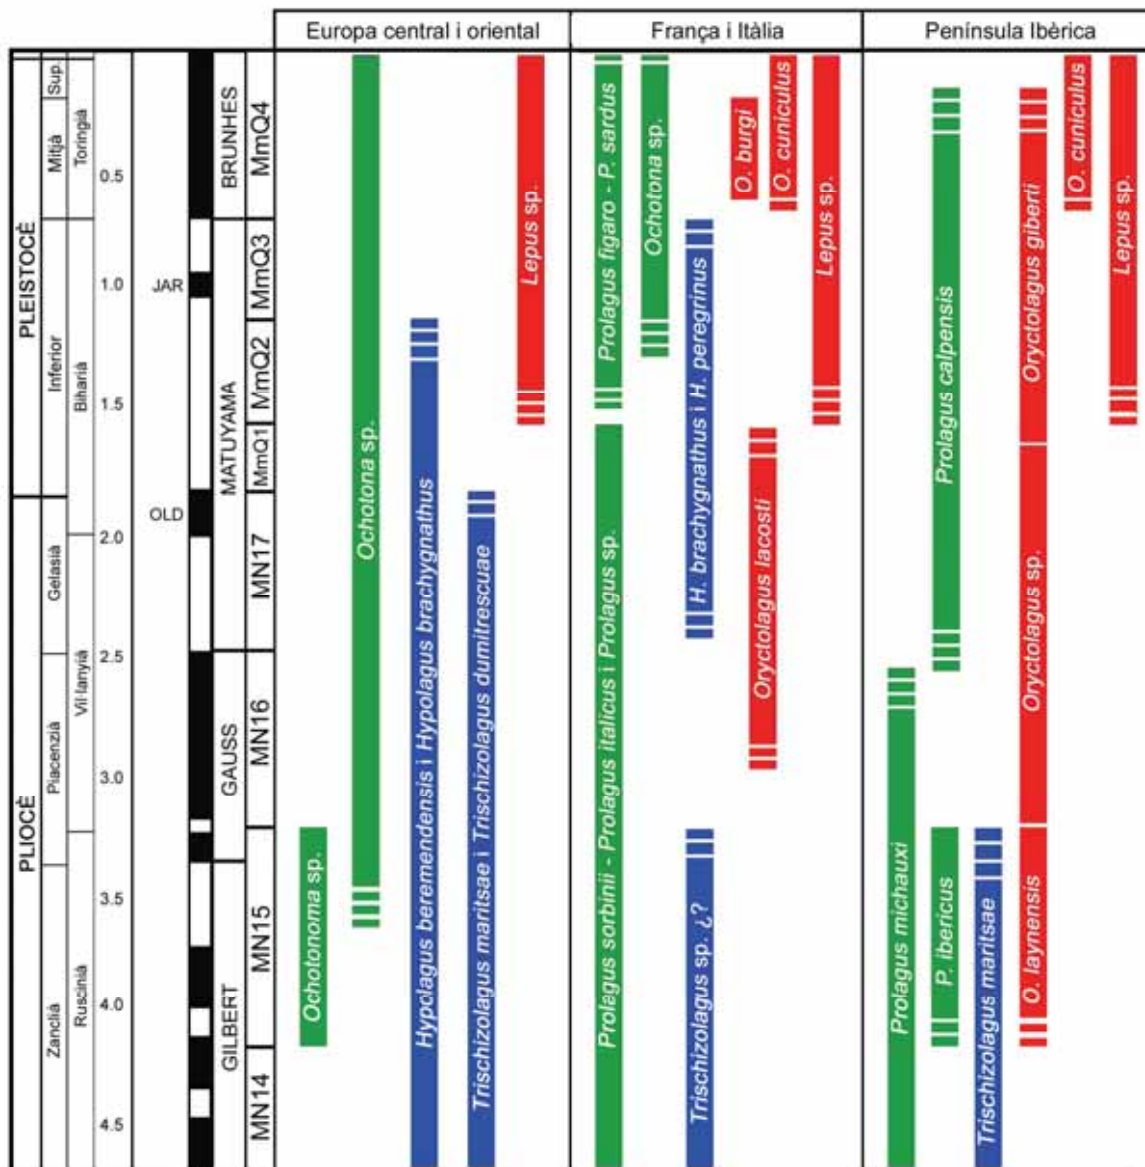 Europa central i oriental
França i Itàlia
Península Ibèrica
PLEISTOCÈ
PLIOCÈ
Sup.
Mitjà
Inferior
Gelasià
Piacenzià
Zanclià
Toringià
Biharià
Vil·lanyià
Ruscinià
0.5
1.0
1.5
2.0
2.5
3.0
3.5
4.0
4.5
JAR
OLD
BRUNHES
MATUYAMA
GAUSS
GILBERT
MmQ4
MmQ3
MmQ2
MmQ1
MN17
MN16
MN15
MN14
Ochotonoma sp.
Ochotona sp.
Hypolagus beremendensis i Hypolagus brachygnathus
Trischizolagus maritsae i Trischizolagus dumitrescuae
Lepus sp.
Prolagus figaro - P. sardus
Prolagus sorbinii - Prolagus italicus i Prolagus sp.
Ochotona sp.
H. brachygnathus i H. peregrinus
Trischizolagus sp. ¿?
O. burgi
Oryctolagus lacosti
O. cuniculus
Lepus sp.
Prolagus michauxi
Prolagus calpensis
P. ibericus
Trischizolagus maritsae
Oryctolagus giberti
Oryctolagus sp.
O. laynensis
O. cuniculus
Lepus sp.